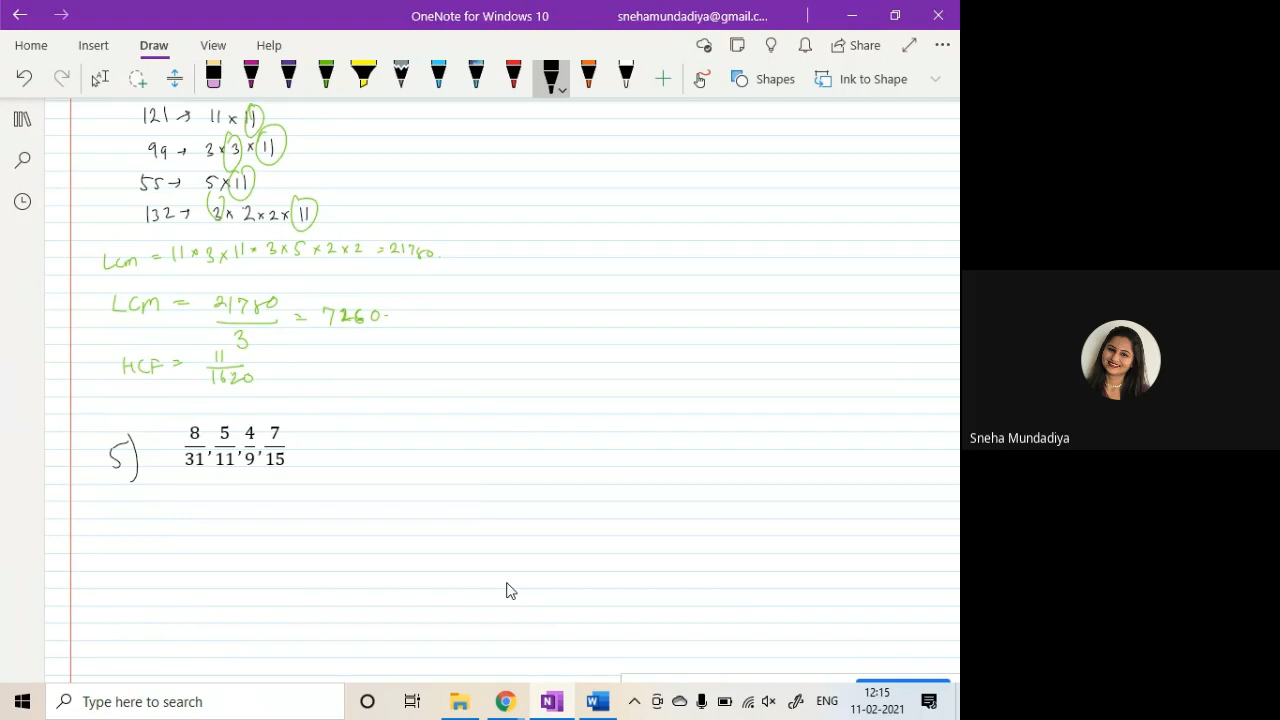 OneNote for Windows 10
snehamundadiya@gmail.c...
Home Insert Draw View Help
Share
Shapes
Ink to Shape
121 → 11 × 11
99 → 3 × 3 × 11
55 → 5 × 11
132 → 3 × 2 × 2 × 11
Lcm = 11 × 3 × 11 × 3 × 5 × 2 × 2 = 21780.
LCM = 21780/3 = 7260
HCF = 11/1620
5) 8/31, 5/11, 4/9, 7/15
Sneha Mundadiya
Type here to search
ENG
12:15
11-02-2021